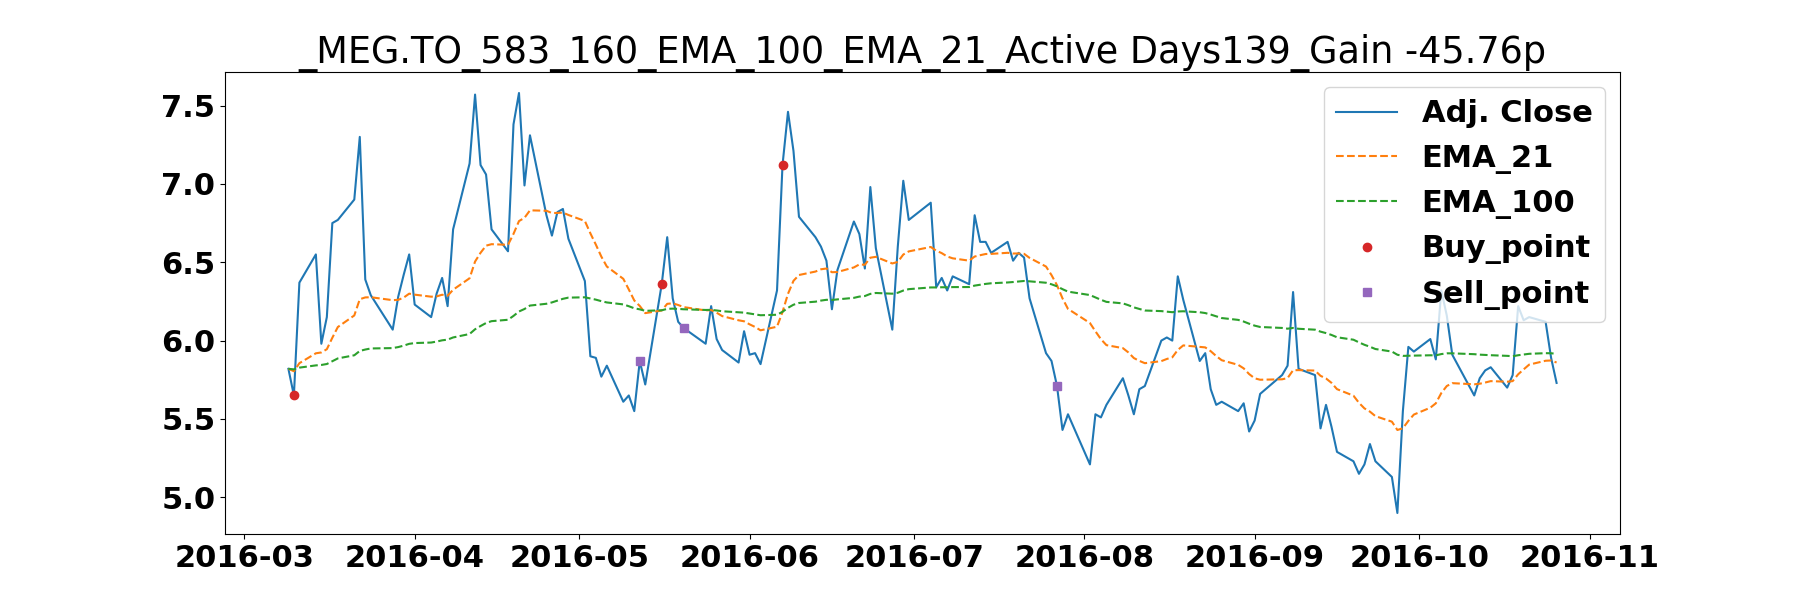 _MEG.TO_583_160_EMA_100_EMA_21_Active Days139_Gain -45.76p
7.5
7.0
6.5
6.0
5.5
5.0
Adj. Close
EMA_21
EMA_100
Buy_point
Sell_point
2016-03 2016-04 2016-05 2016-06 2016-07 2016-08 2016-09 2016-10 2016-11